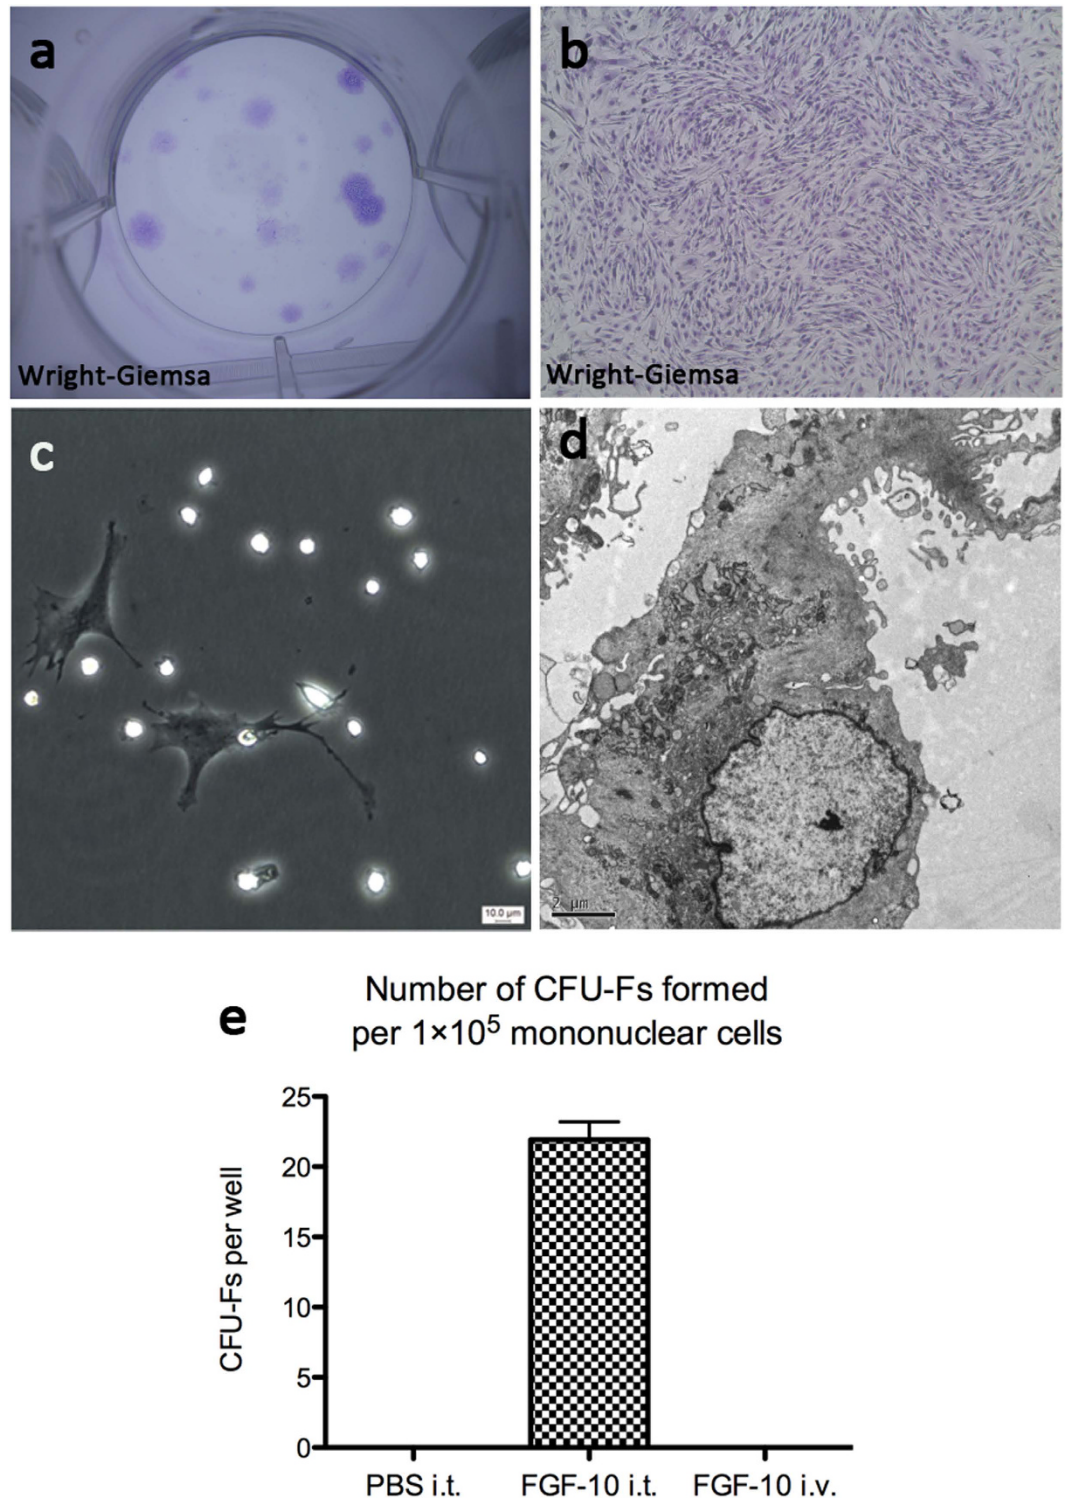 a
b
Wright-Giemsa
Wright-Giemsa
c
d
10.0 μm
2 μm
e
Number of CFU-Fs formed
per 1×10⁵ mononuclear cells
CFU-Fs per well
25
20
15
10
5
0
PBS i.t.
FGF-10 i.t.
FGF-10 i.v.